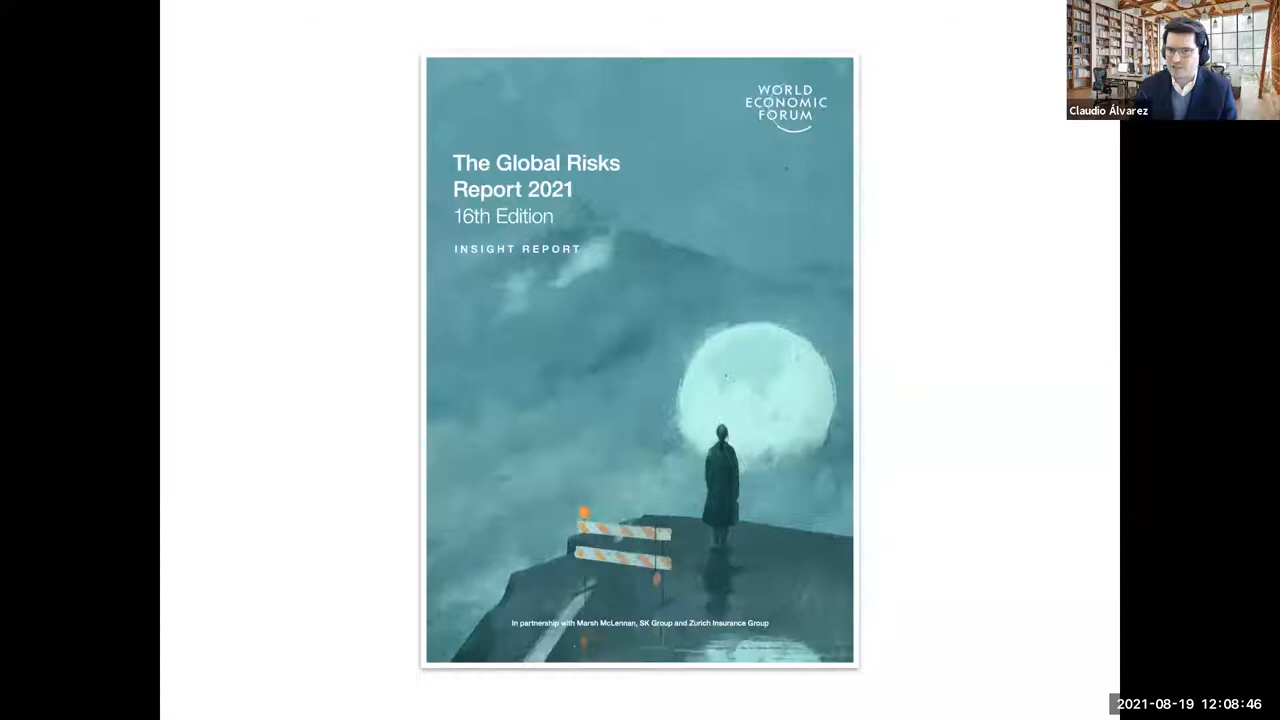 WORLD
ECONOMIC
FORUM
The Global Risks
Report 2021
16th Edition
INSIGHT REPORT
In partnership with Marsh McLennan, SK Group and Zurich Insurance Group
Claudio Álvarez
2021-08-19 12:08:46